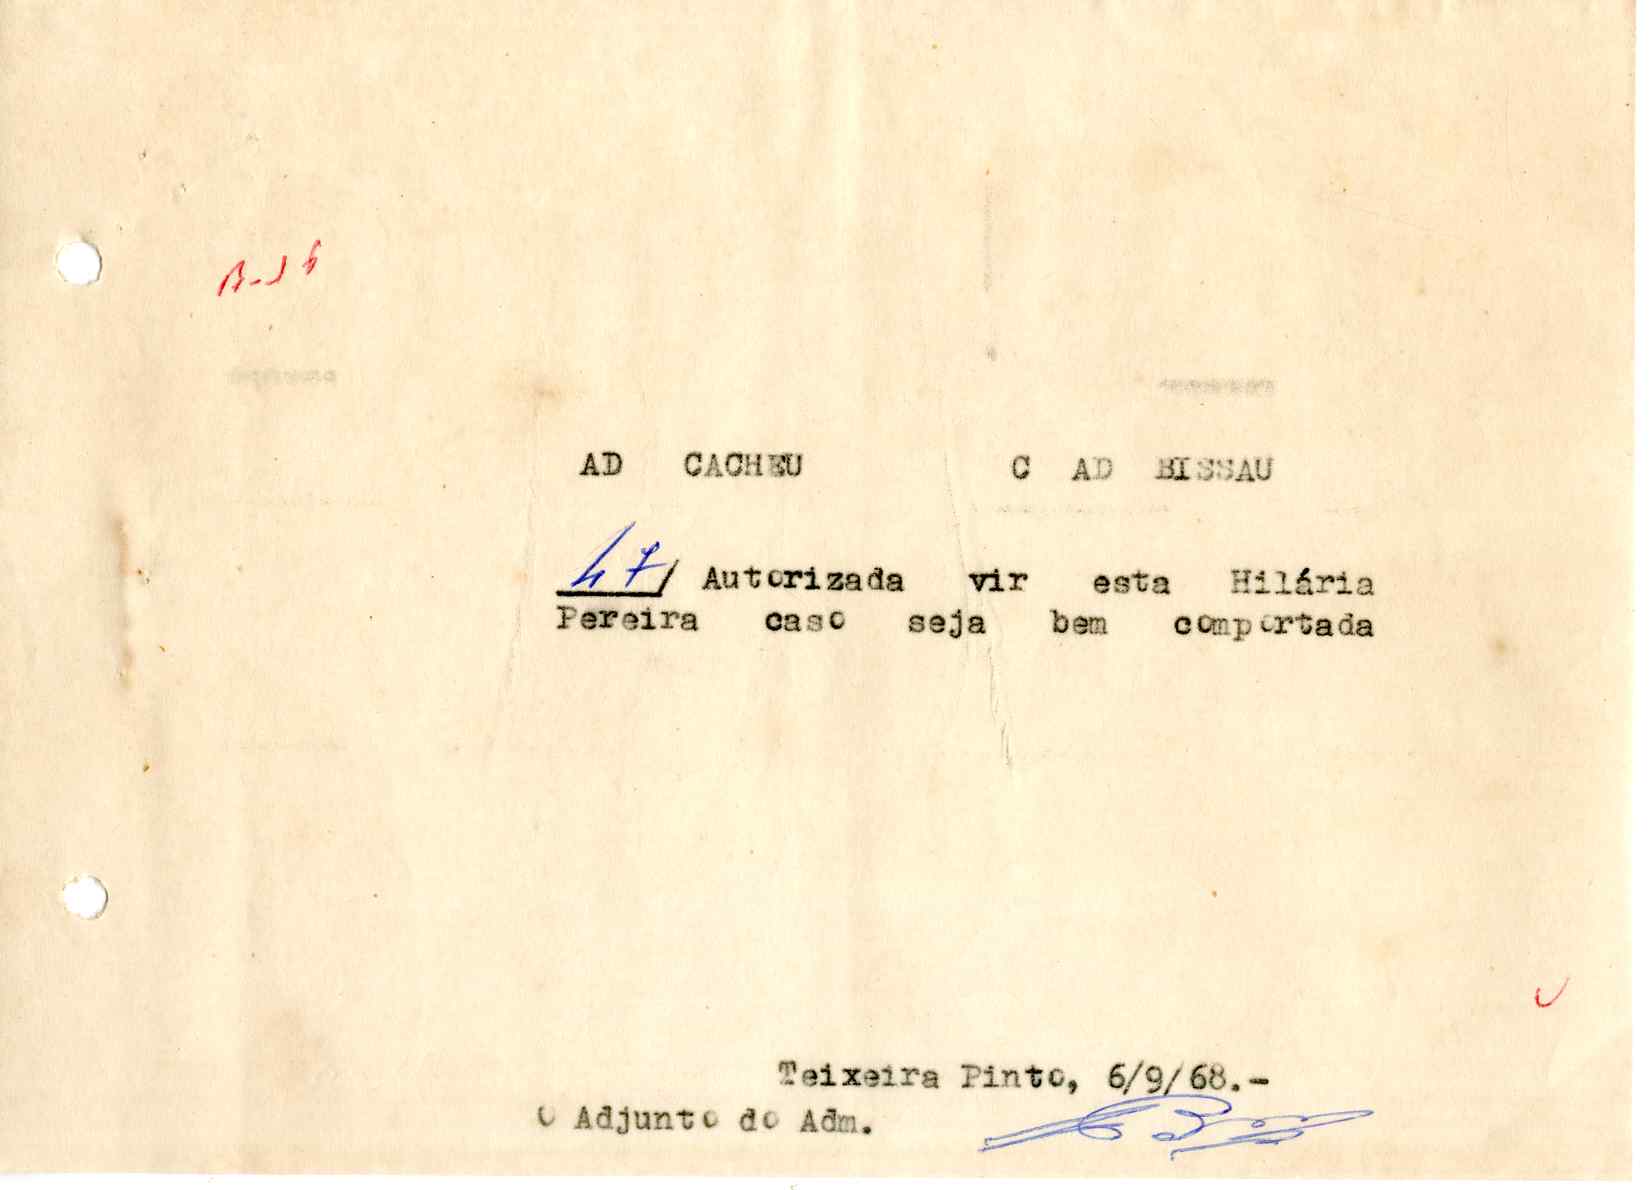 AD CACHEU C AD BISSAU
47/ Autorizada vir esta Hilária
Pereira caso seja bem comportada
Teixeira Pinto, 6/9/68.-
O Adjunto do Adm.